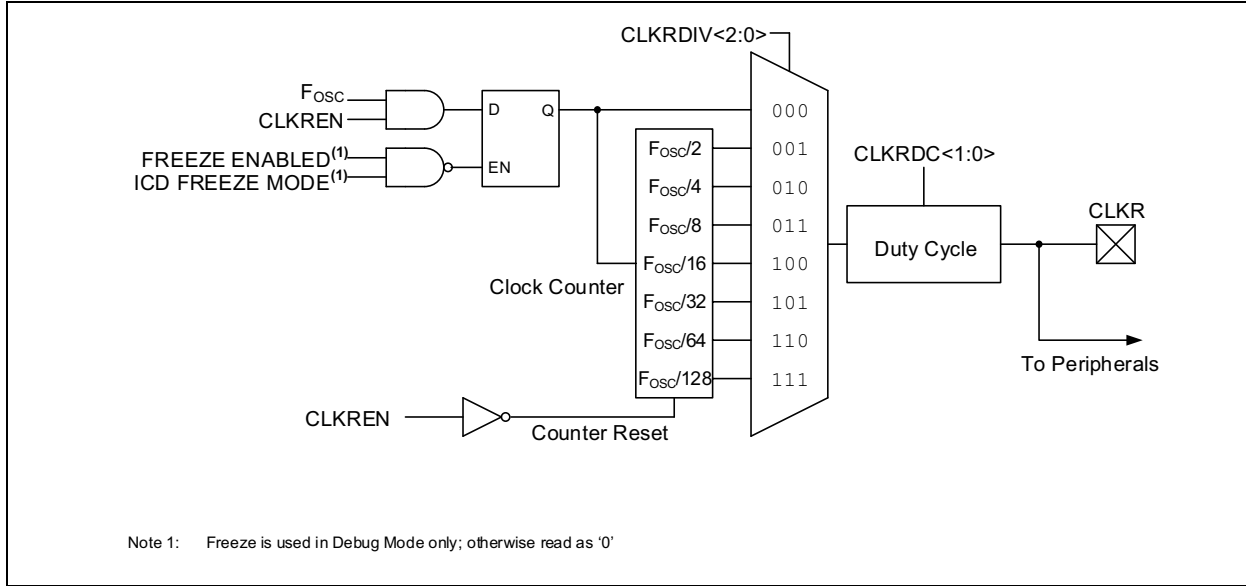 CLKRDIV<2:0>
FOSC
CLKREN
FREEZE ENABLED(1)
ICD FREEZE MODE(1)
D
Q
EN
000
FOSC/2
001
FOSC/4
010
FOSC/8
011
FOSC/16
100
FOSC/32
101
FOSC/64
110
FOSC/128
111
Clock Counter
CLKRDC<1:0>
Duty Cycle
CLKR
To Peripherals
CLKREN
Counter Reset
Note 1: Freeze is used in Debug Mode only; otherwise read as ‘0’